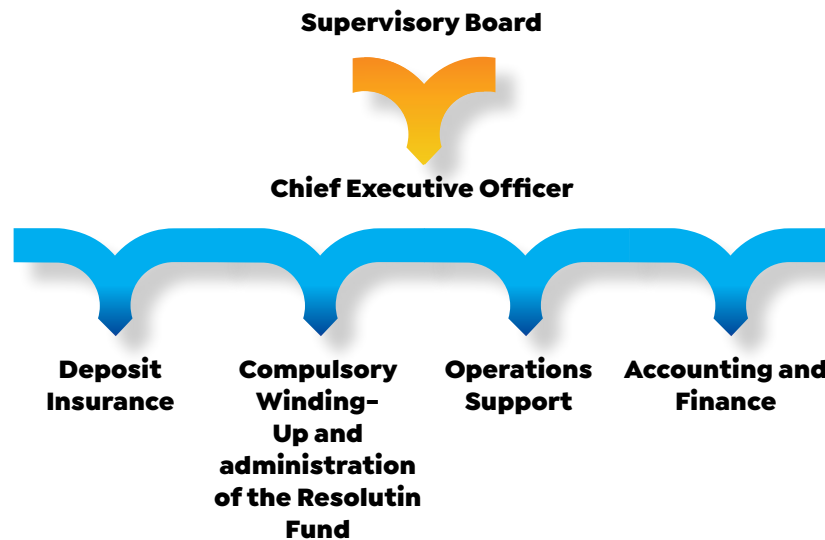 Supervisory Board
Chief Executive Officer
Deposit
Insurance
Compulsory
Winding-
Up and
administration
of the Resolutin
Fund
Operations
Support
Accounting and
Finance